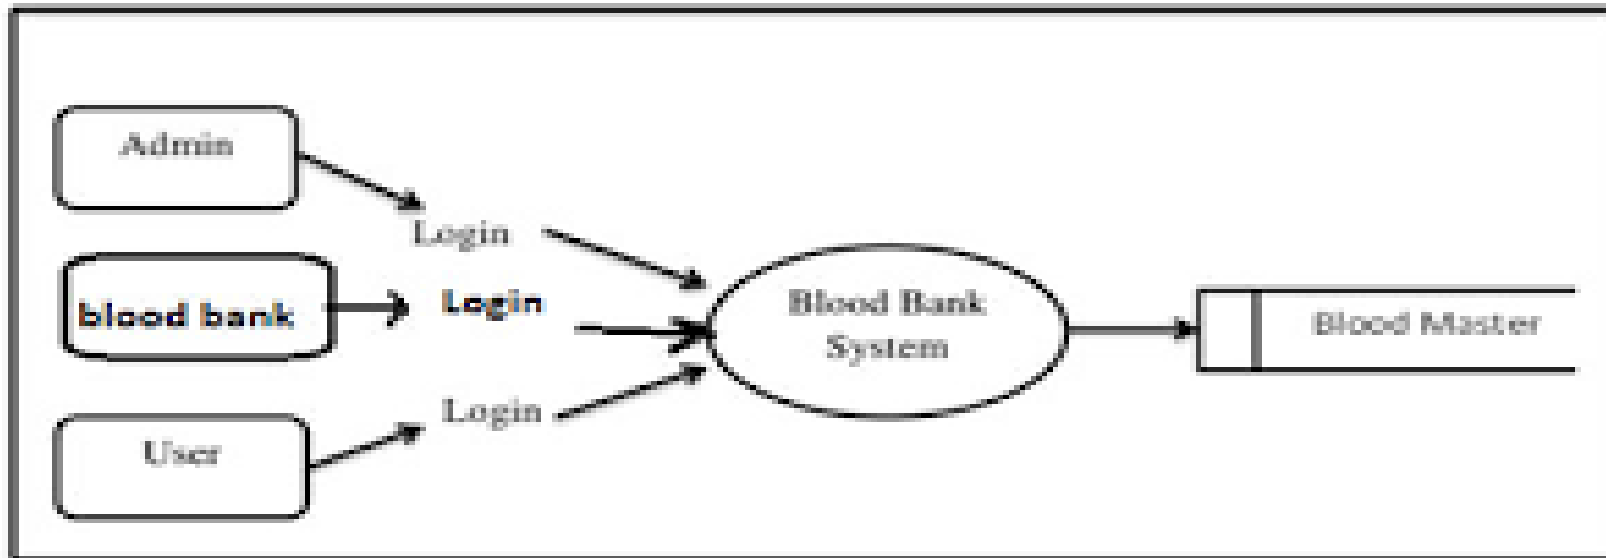 Admin
Login
blood bank
Login
Blood Bank
System
Blood Master
Login
User